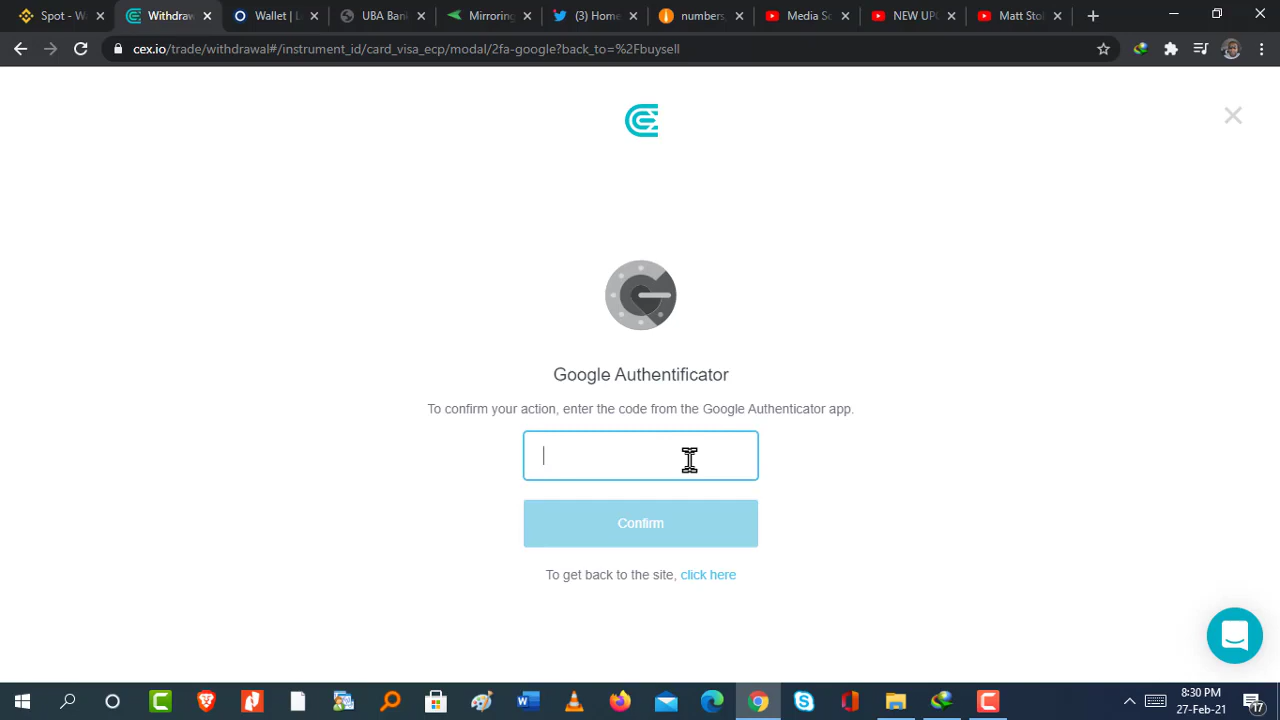 Spot - W
Withdraw
Wallet | L
UBA Bank
Mirroring
(3) Home
numbers,
Media S
NEW UP
Matt Sto
cex.io/trade/withdrawal#/instrument_id/card_visa_ecp/modal/2fa-google?back_to=%2Fbuysell
Google Authentificator
To confirm your action, enter the code from the Google Authenticator app.
Confirm
To get back to the site, click here
8:30 PM
27-Feb-21
17